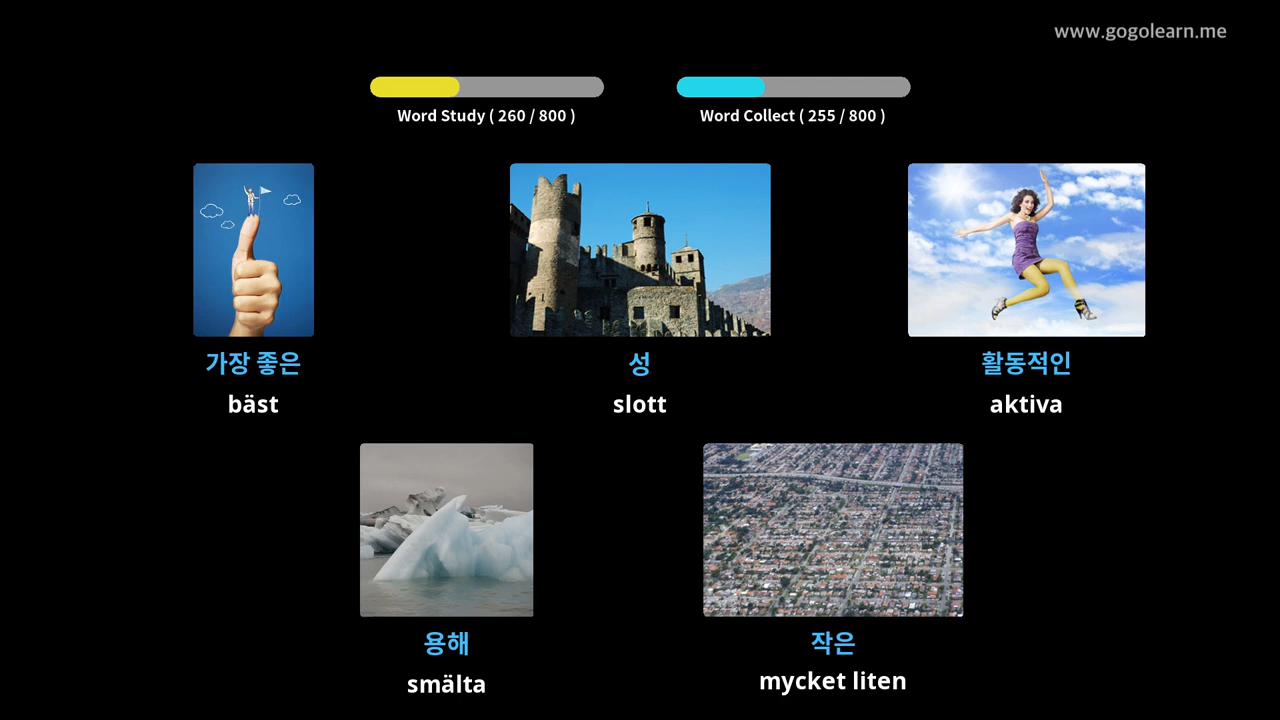 www.gogolearn.me
Word Study ( 260 / 800 )
Word Collect ( 255 / 800 )
가장 좋은
성
활동적인
bäst
slott
aktiva
용해
작은
smälta
mycket liten